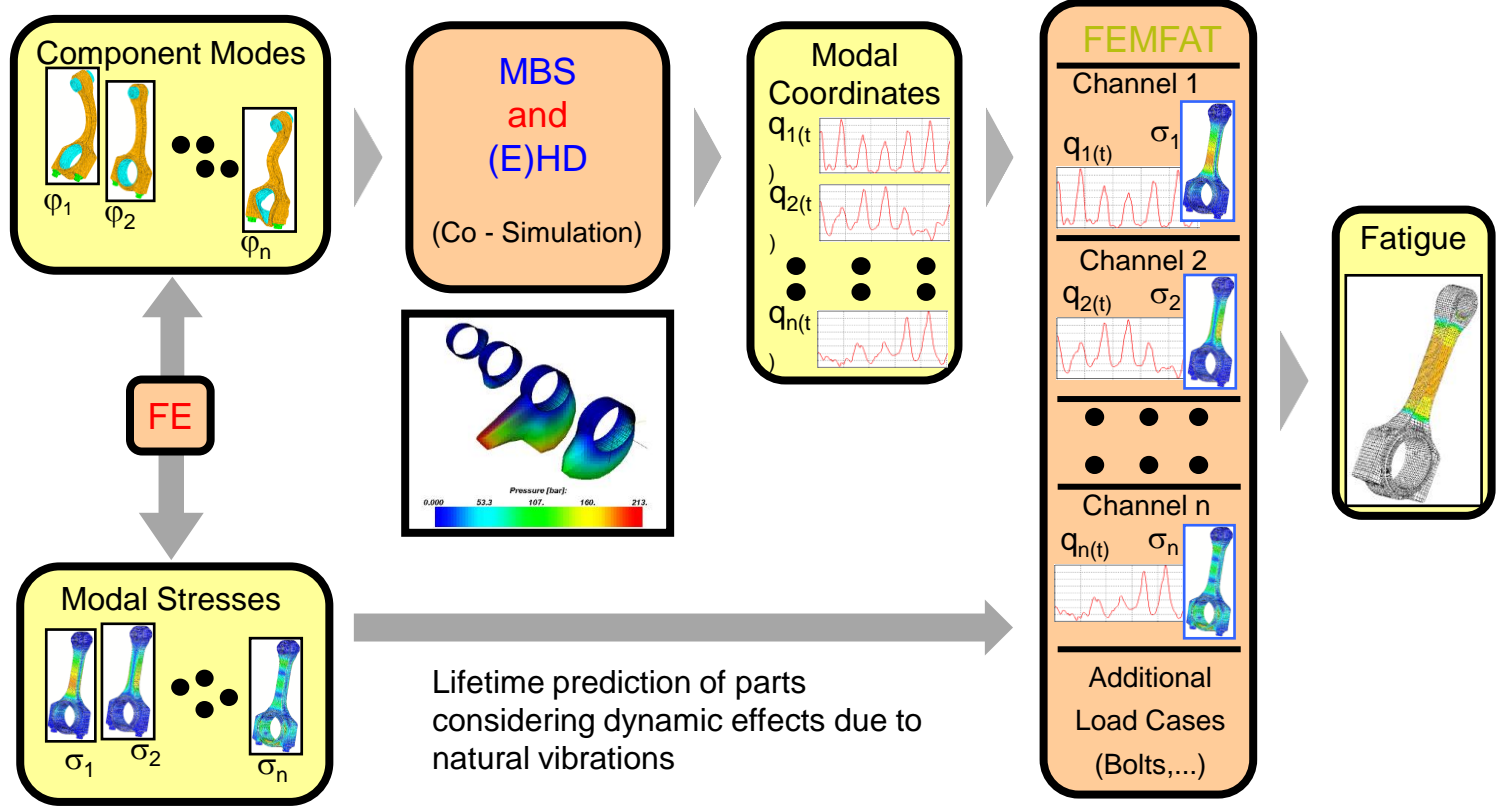 Component Modes
φ1
φ2
φn
FE
Modal Stresses
σ1
σ2
σn
MBS
and
(E)HD
(Co - Simulation)
Pressure [bar]:
0.000 53.3 107. 160. 213.
Lifetime prediction of parts
considering dynamic effects due to
natural vibrations
Modal
Coordinates
q1(t
)
q2(t
)
qn(t
)
FEMFAT
Channel 1
q1(t) σ1
Channel 2
q2(t) σ2
Channel n
qn(t) σn
Additional
Load Cases
(Bolts,...)
Fatigue